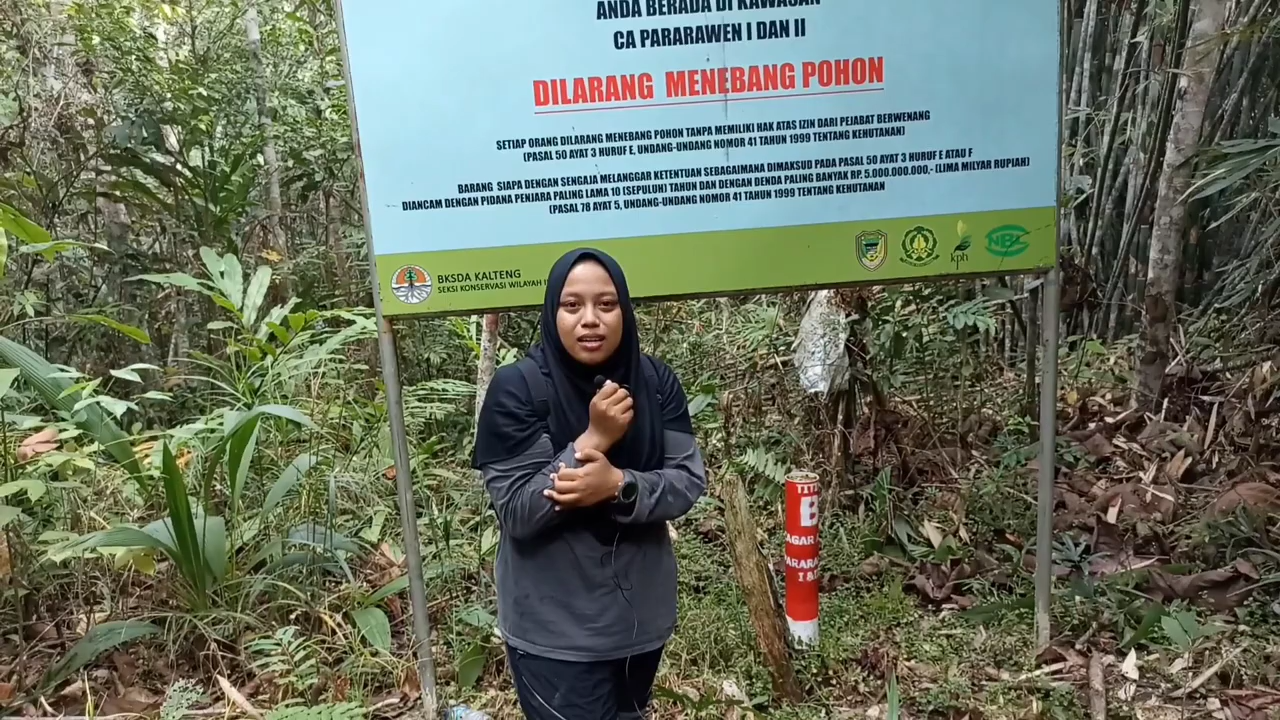 ANDA BERADA DI KAWASAN
CA PARARAWEN I DAN II
DILARANG MENEBANG POHON
SETIAP ORANG DILARANG MENEBANG POHON TANPA MEMILIKI HAK ATAS IZIN DARI PEJABAT BERWENANG
(PASAL 50 AYAT 3 HURUF E, UNDANG-UNDANG NOMOR 41 TAHUN 1999 TENTANG KEHUTANAN)
BARANG SIAPA DENGAN SENGAJA MELANGGAR KETENTUAN SEBAGAIMANA DIMAKSUD PADA PASAL 50 AYAT 3 HURUF E ATAU F
DIANCAM DENGAN PIDANA PENJARA PALING LAMA 10 (SEPULUH) TAHUN DAN DENGAN DENDA PALING BANYAK RP. 5.000.000.000,- (LIMA MILYAR RUPIAH)
(PASAL 78 AYAT 5, UNDANG-UNDANG NOMOR 41 TAHUN 1999 TENTANG KEHUTANAN
BKSDA KALTENG
SEKSI KONSERVASI WILAYAH
kph
TIT
B
AGAR
PARARA
I &